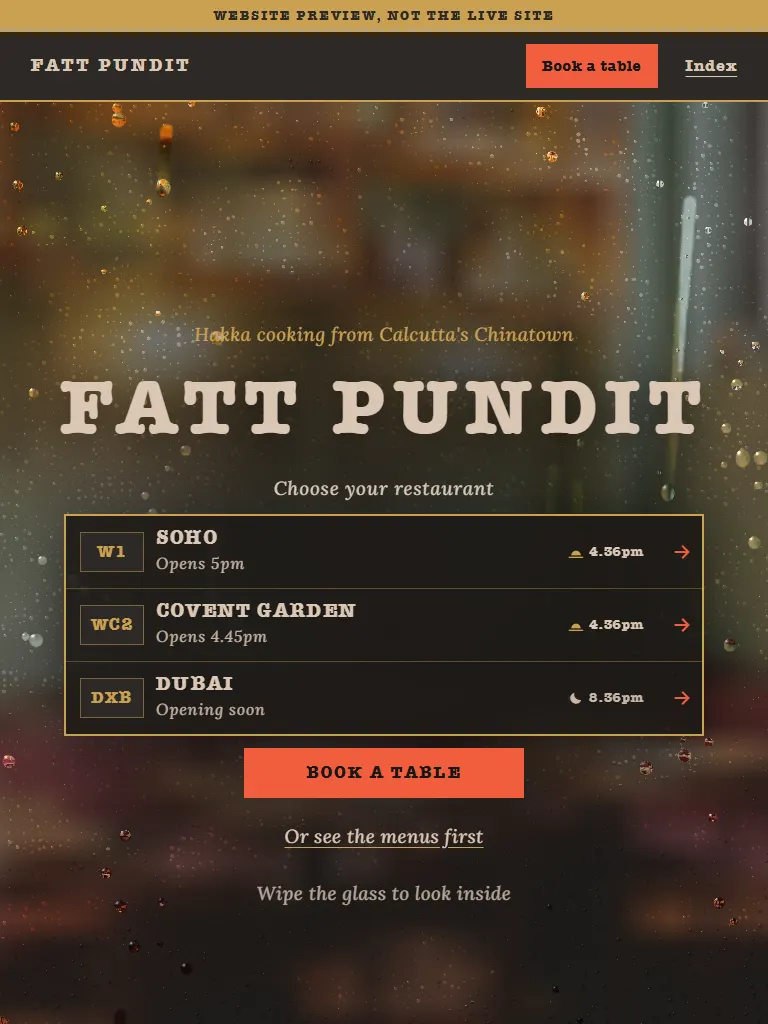 WEBSITE PREVIEW, NOT THE LIVE SITE
FATT PUNDIT
Book a table
Index
Hakka cooking from Calcutta's Chinatown
FATT PUNDIT
Choose your restaurant
W1
SOHO
Opens 5pm
4.36pm
WC2
COVENT GARDEN
Opens 4.45pm
4.36pm
DXB
DUBAI
Opening soon
8.36pm
BOOK A TABLE
Or see the menus first
Wipe the glass to look inside